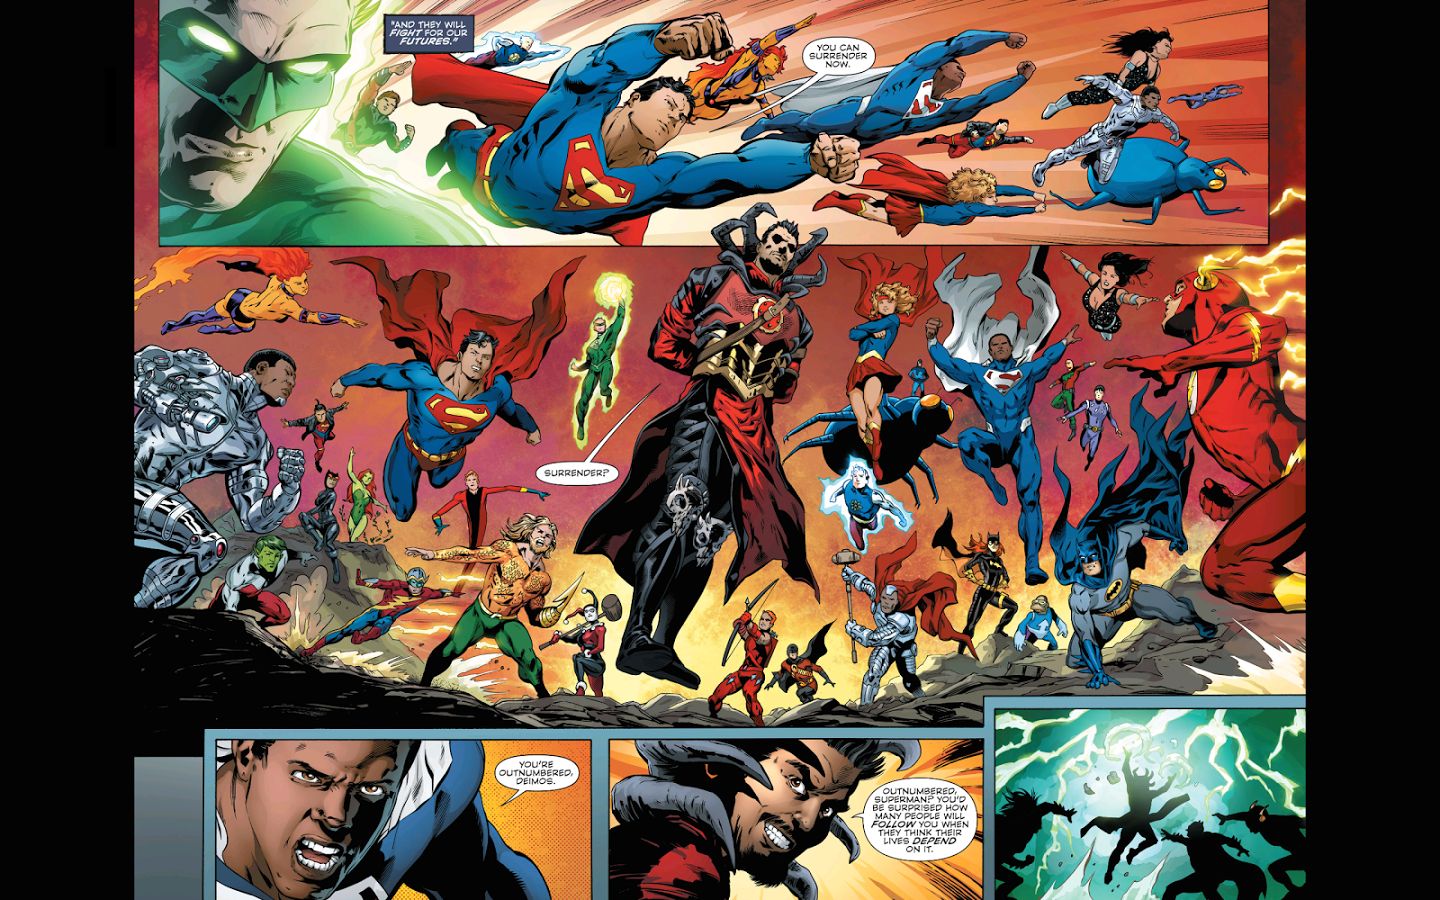 "AND THEY WILL
FIGHT FOR OUR
FUTURES."
YOU CAN
SURRENDER
NOW.
SURRENDER?
YOU'RE
OUTNUMBERED,
DEIMOS.
OUTNUMBERED,
SUPERMAN? YOU'D
BE SURPRISED HOW
MANY PEOPLE WILL
FOLLOW YOU WHEN
THEY THINK THEIR
LIVES DEPEND
ON IT.